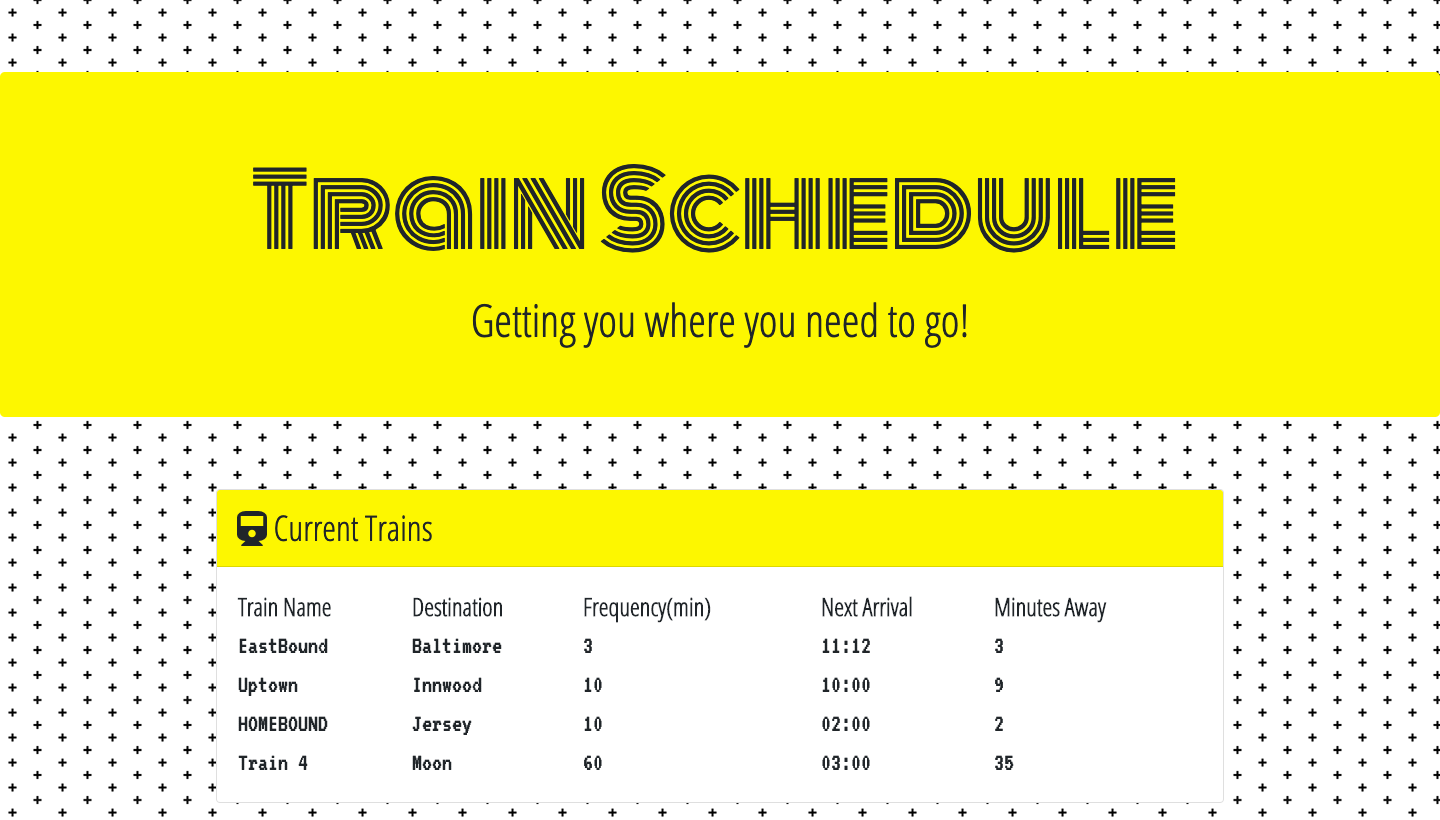 Train Schedule
Getting you where you need to go!
Current Trains
Train Name Destination Frequency(min) Next Arrival Minutes Away
EastBound Baltimore 3 11:12 3
Uptown Innwood 10 10:00 9
HOMEBOUND Jersey 10 02:00 2
Train 4 Moon 60 03:00 35